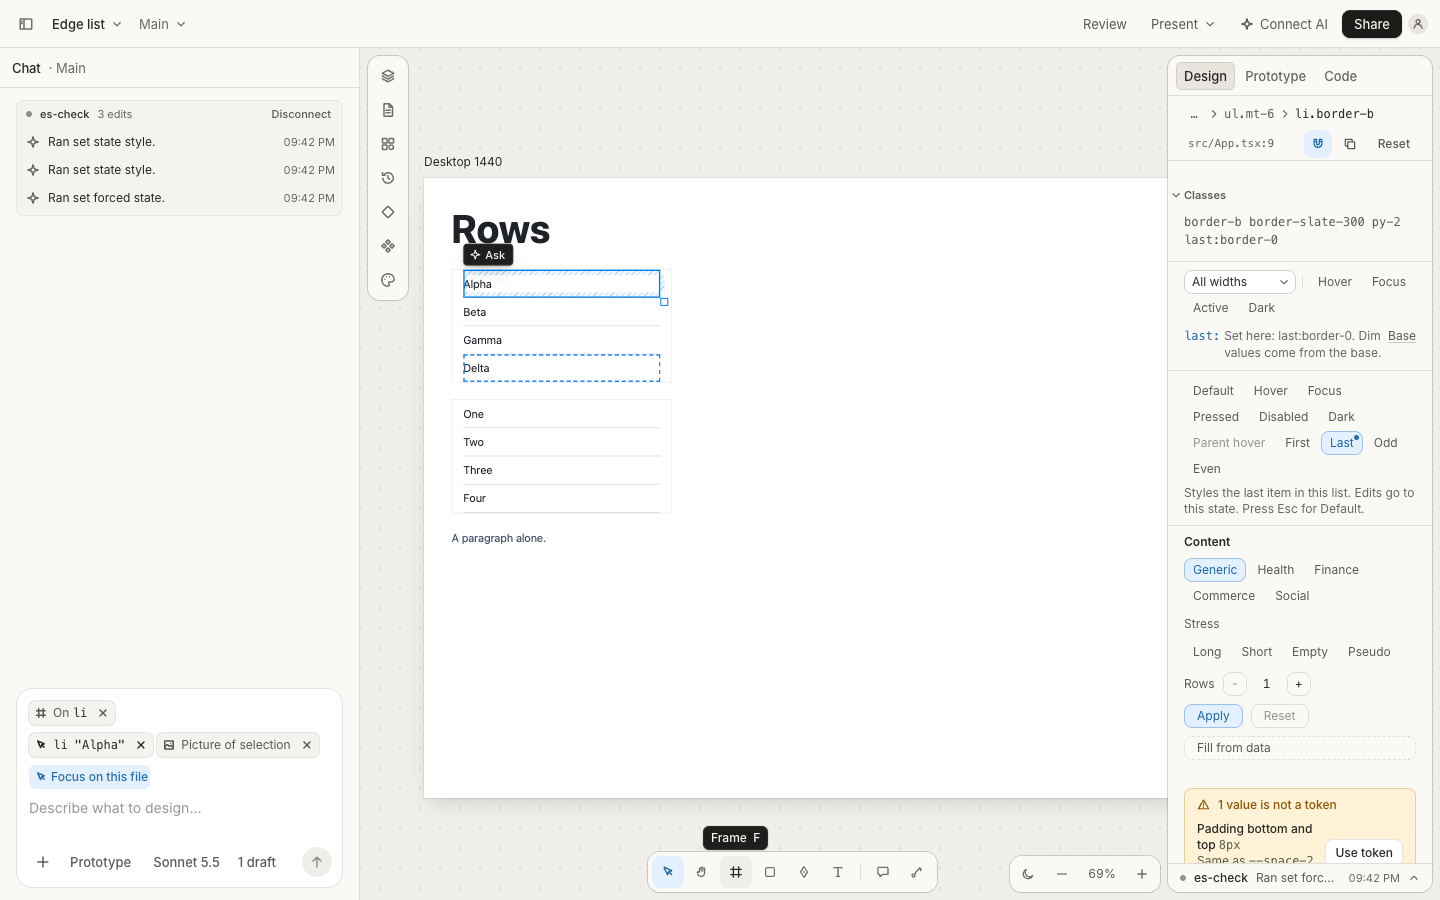 Edge list
Main
Review
Present
Connect AI
Share
Chat · Main
es-check 3 edits Disconnect
Ran set state style. 09:42 PM
Ran set state style. 09:42 PM
Ran set forced state. 09:42 PM
On li
li "Alpha"
Picture of selection
Focus on this file
Describe what to design...
Prototype Sonnet 5.5 1 draft
Desktop 1440
Rows
Ask
Alpha
Beta
Gamma
Delta
One
Two
Three
Four
A paragraph alone.
Frame F
T
69%
Design Prototype Code
… ul.mt-6 li.border-b
src/App.tsx:9 Reset
Classes
border-b border-slate-300 py-2
last:border-0
All widths Hover Focus
Active Dark
last: Set here: last:border-0. Dim Base
values come from the base.
Default Hover Focus
Pressed Disabled Dark
Parent hover First Last Odd
Even
Styles the last item in this list. Edits go to
this state. Press Esc for Default.
Content
Generic Health Finance
Commerce Social
Stress
Long Short Empty Pseudo
Rows - 1 +
Apply Reset
Fill from data
1 value is not a token
Padding bottom and
top 8px
Same as --space-2
Use token
es-check Ran set forc... 09:42 PM